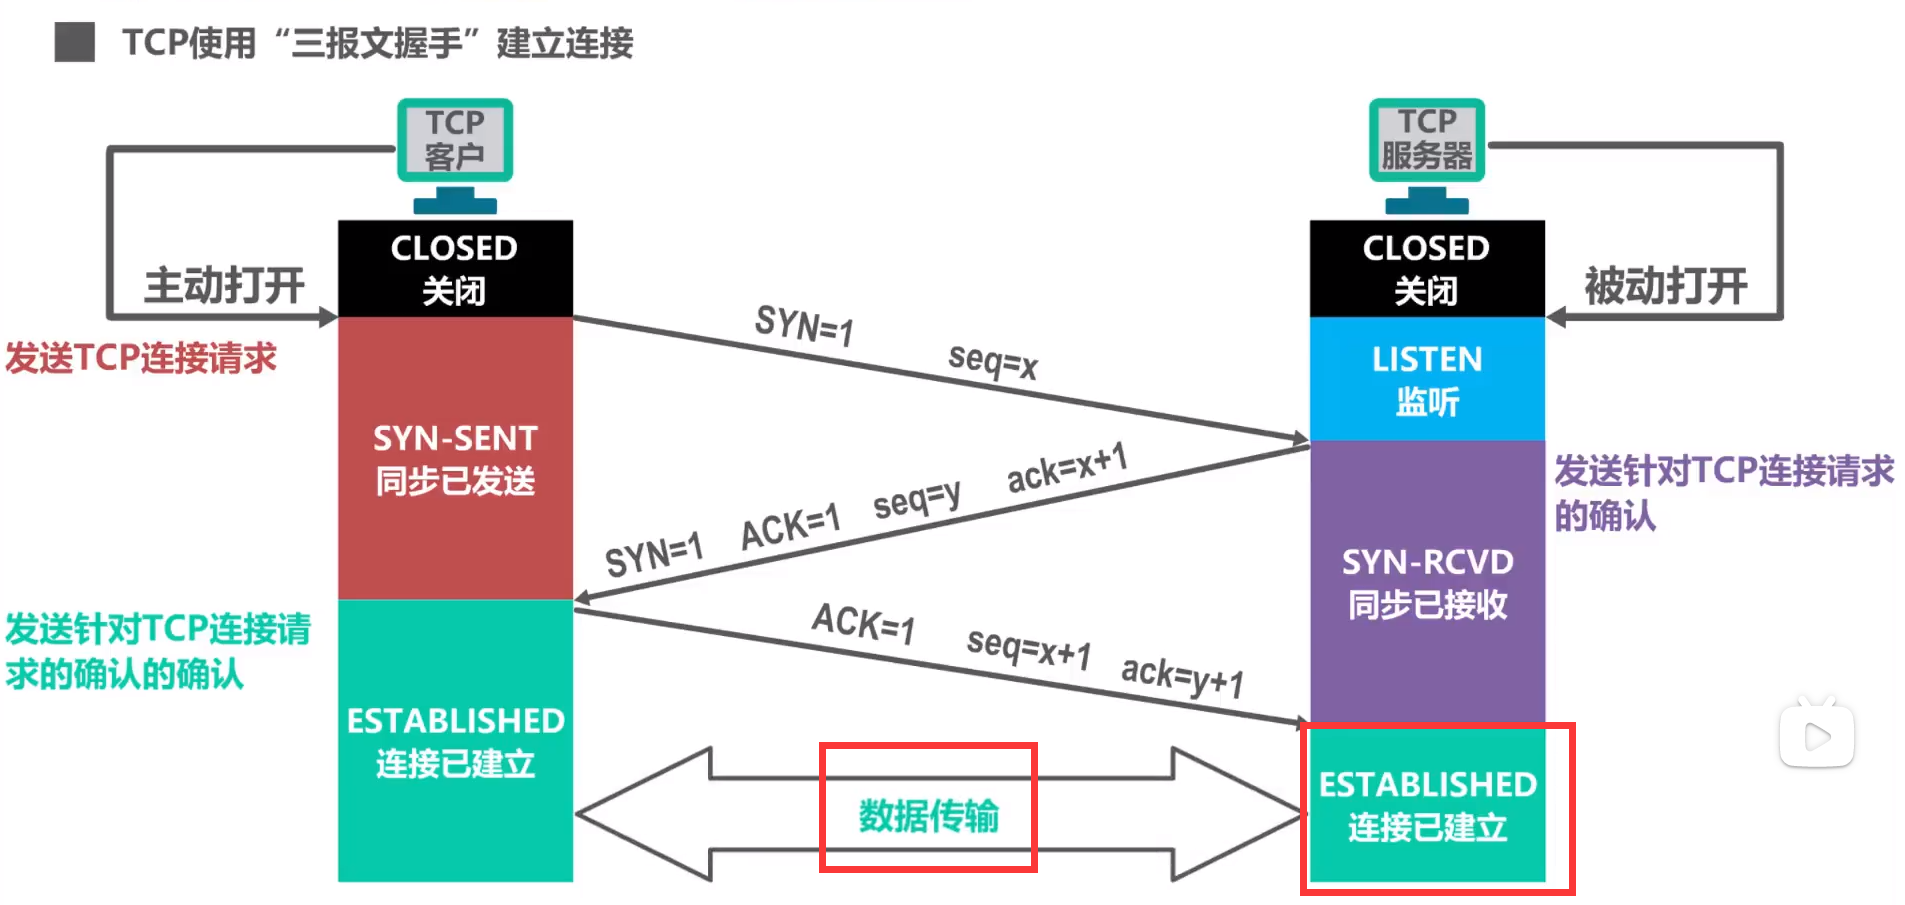 TCP使用“三报文握手”建立连接
TCP
客户
TCP
服务器
CLOSED
关闭
CLOSED
关闭
主动打开
被动打开
SYN=1 seq=x
发送TCP连接请求
LISTEN
监听
SYN-SENT
同步已发送
SYN=1 ACK=1 seq=y ack=x+1
发送针对TCP连接请求
的确认
SYN-RCVD
同步已接收
发送针对TCP连接请
求的确认的确认
ACK=1 seq=x+1 ack=y+1
ESTABLISHED
连接已建立
数据传输
ESTABLISHED
连接已建立